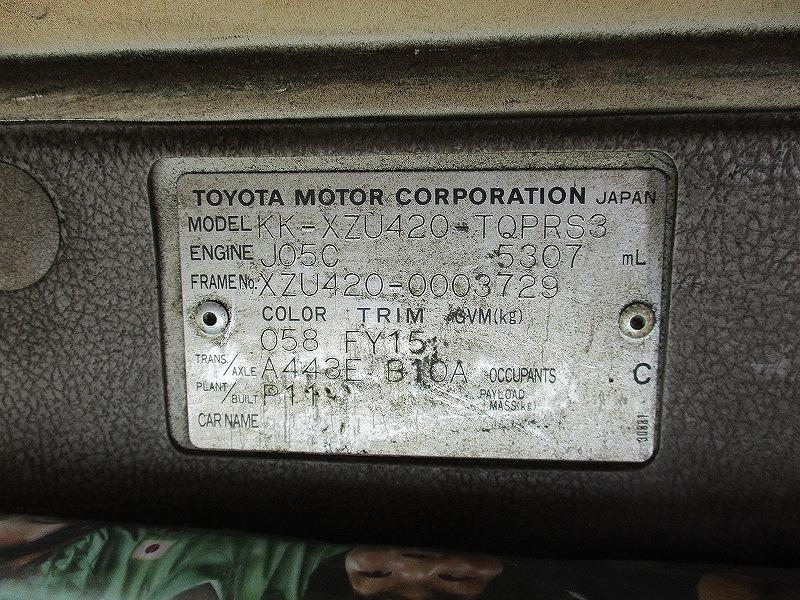 TOYOTA MOTOR CORPORATION JAPAN
MODEL KK-XZU420-TQPRS3
ENGINE J05C 5307 mL
FRAME No. XZU420-0003729
COLOR TRIM GVM(kg)
058 FY15
TRANS./AXLE A443E B10A OCCUPANTS . C
PLANT/BUILT P11 PAYLOAD MASS(kg)
CAR NAME